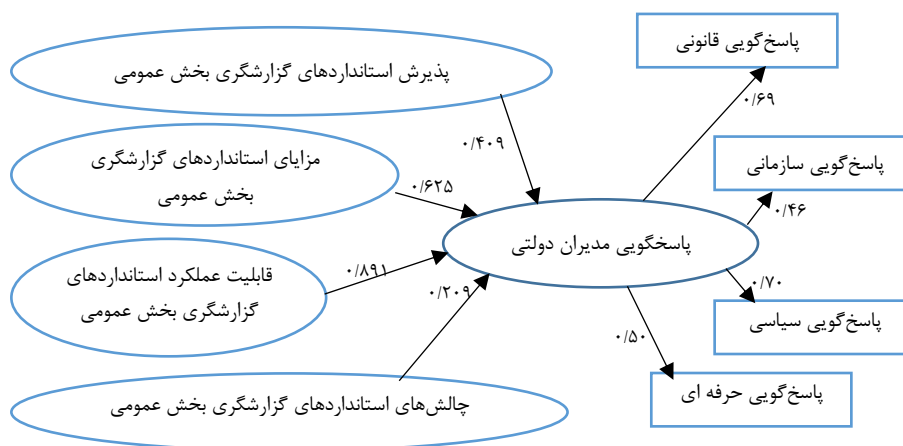 پاسخ‌گویی قانونی
پذیرش استانداردهای گزارشگری بخش عمومی
۰/۶۹
۰/۴۰۹
مزایای استانداردهای گزارشگری
بخش عمومی
پاسخ‌گویی سازمانی
۰/۶۲۵
۰/۴۶
پاسخگویی مدیران دولتی
قابلیت عملکرد استانداردهای
گزارشگری بخش عمومی
۰/۸۹۱
۰/۲۰۹
۰/۷۰
پاسخ‌گویی سیاسی
۰/۵۰
پاسخ‌گویی حرفه ای
چالش‌های استانداردهای گزارشگری بخش عمومی